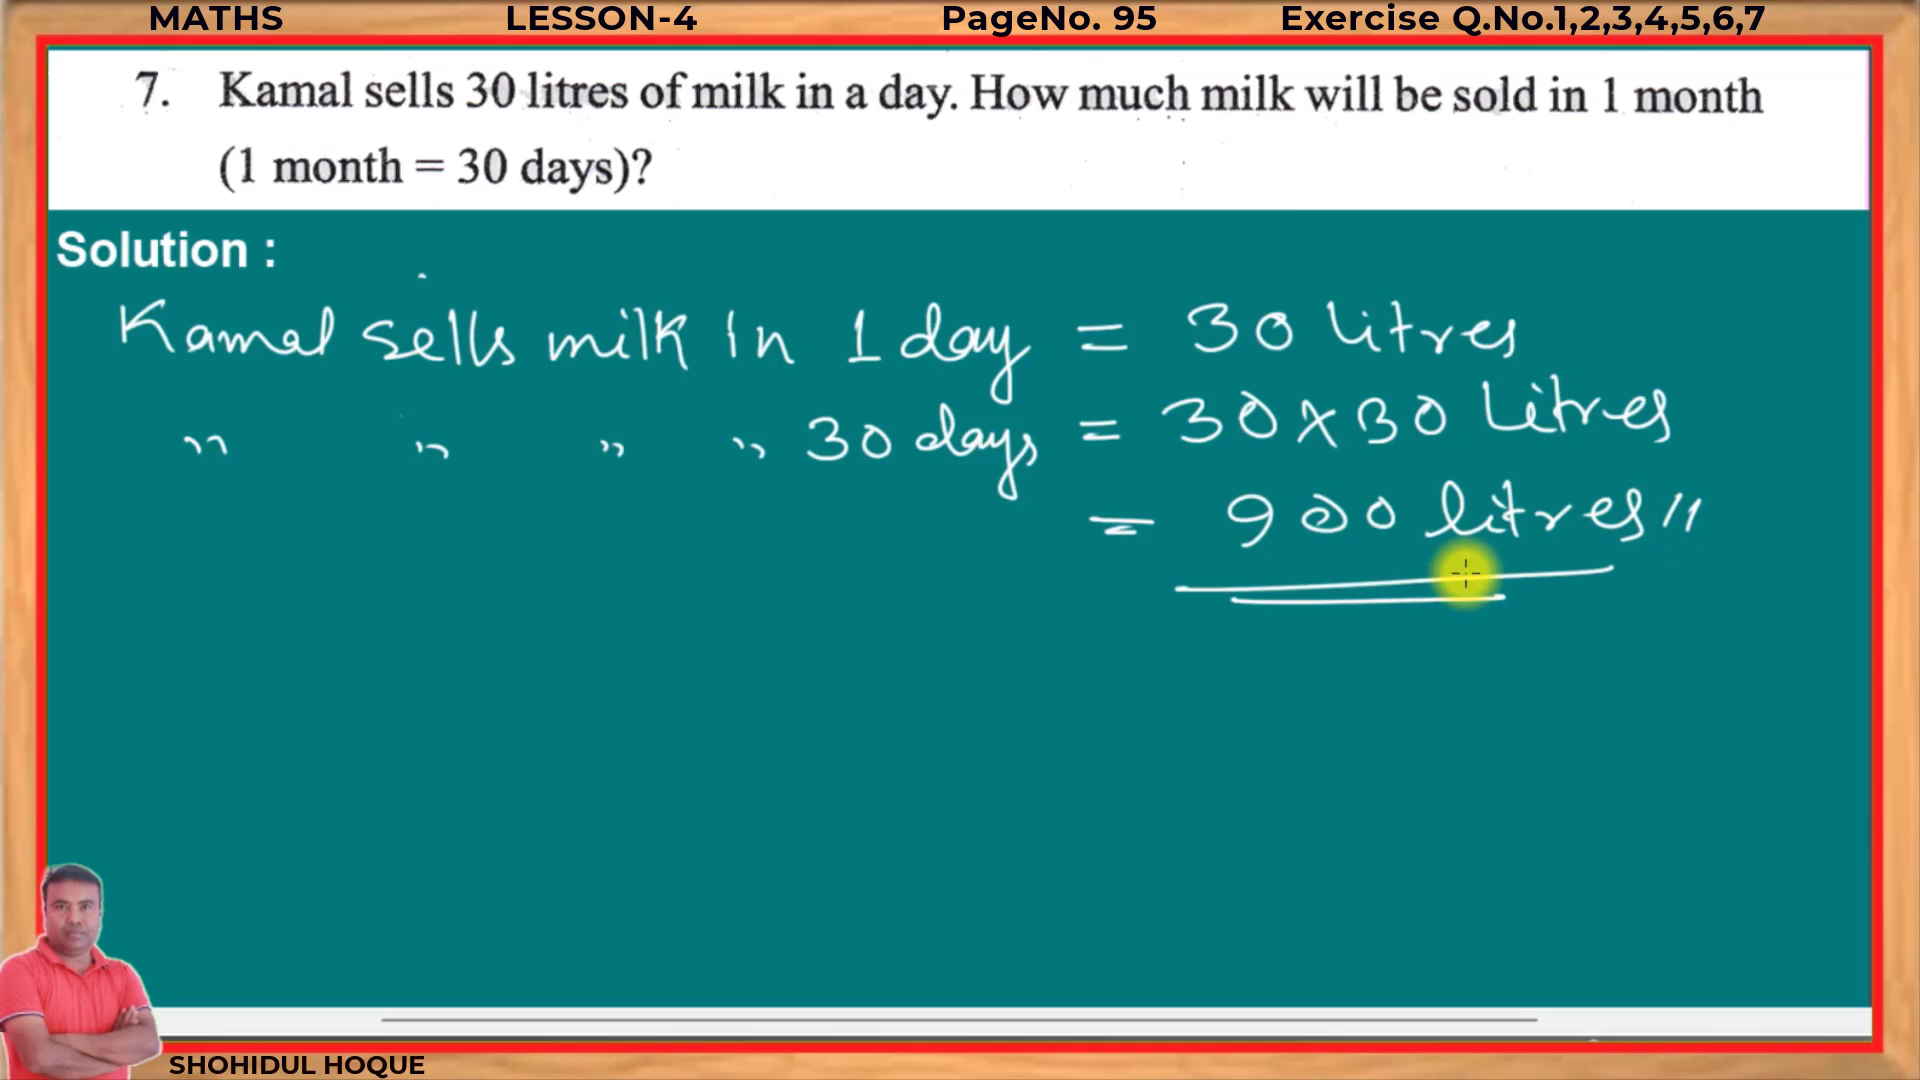 MATHS LESSON-4 PageNo. 95 Exercise Q.No.1,2,3,4,5,6,7
7. Kamal sells 30 litres of milk in a day. How much milk will be sold in 1 month
(1 month = 30 days)?
Solution :
Kamal sells milk in 1 day = 30 litres
" " " " 30 days = 30 x 30 litres
= 900 litres "
SHOHIDUL HOQUE